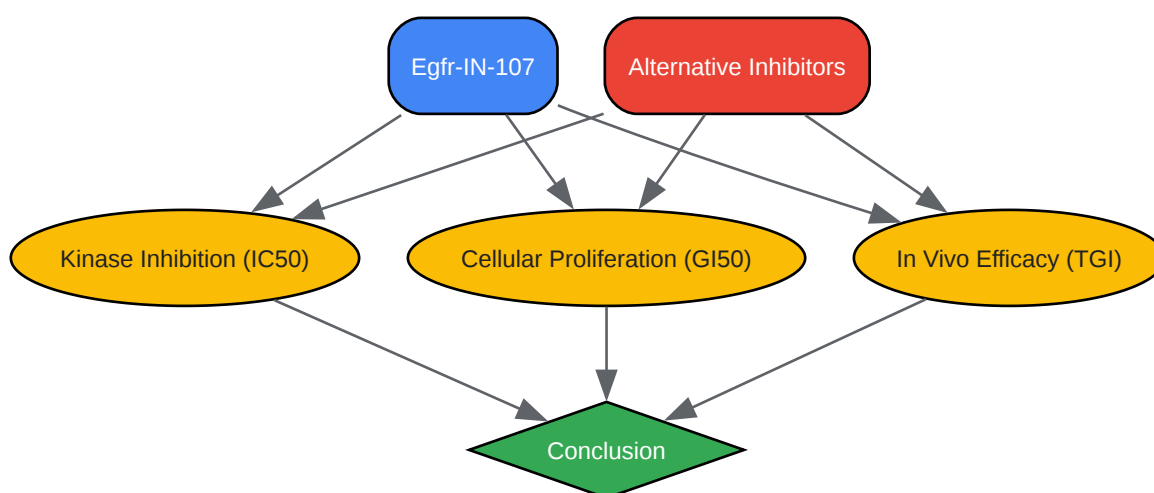 Egfr-IN-107
Alternative Inhibitors
Kinase Inhibition (IC50)
Cellular Proliferation (GI50)
In Vivo Efficacy (TGI)
Conclusion